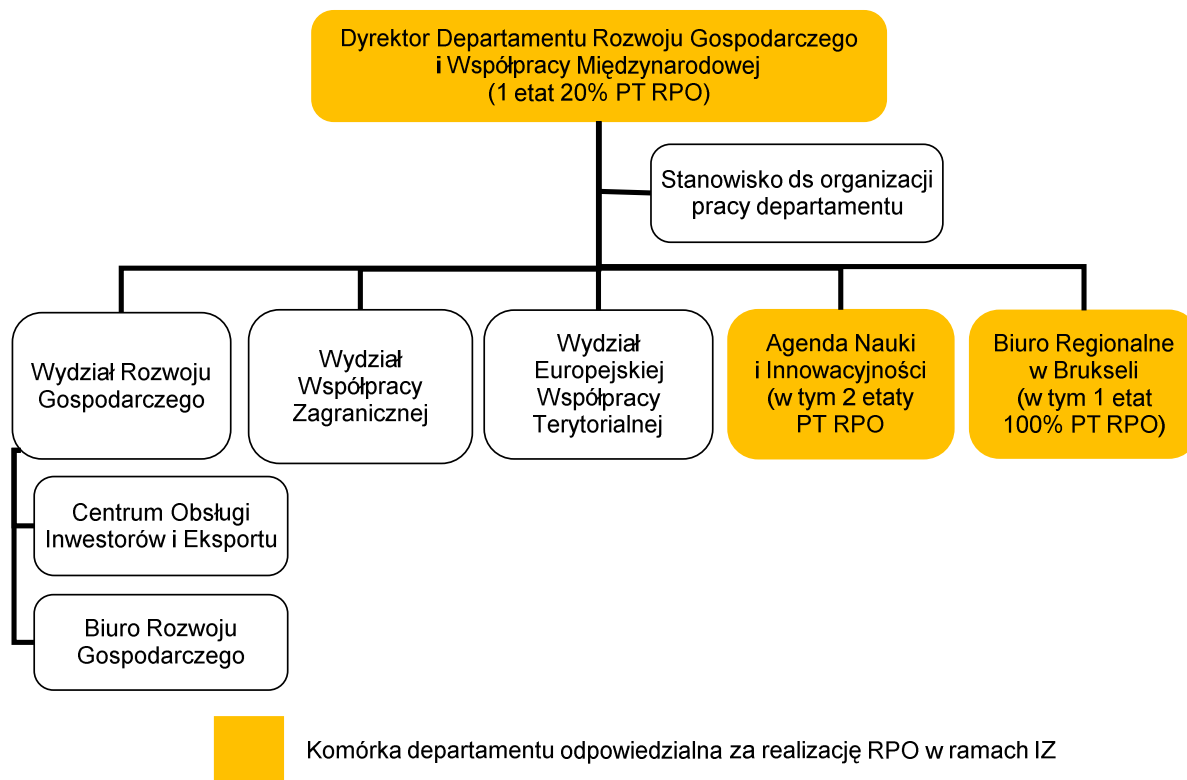 Dyrektor Departamentu Rozwoju Gospodarczego
i Współpracy Międzynarodowej
(1 etat 20% PT RPO)
Stanowisko ds organizacji
pracy departamentu
Wydział Rozwoju
Gospodarczego
Wydział
Współpracy
Zagranicznej
Wydział
Europejskiej
Współpracy
Terytorialnej
Agenda Nauki
i Innowacyjności
(w tym 2 etaty
PT RPO
Biuro Regionalne
w Brukseli
(w tym 1 etat
100% PT RPO)
Centrum Obsługi
Inwestorów i Eksportu
Biuro Rozwoju
Gospodarczego
Komórka departamentu odpowiedzialna za realizację RPO w ramach IZ